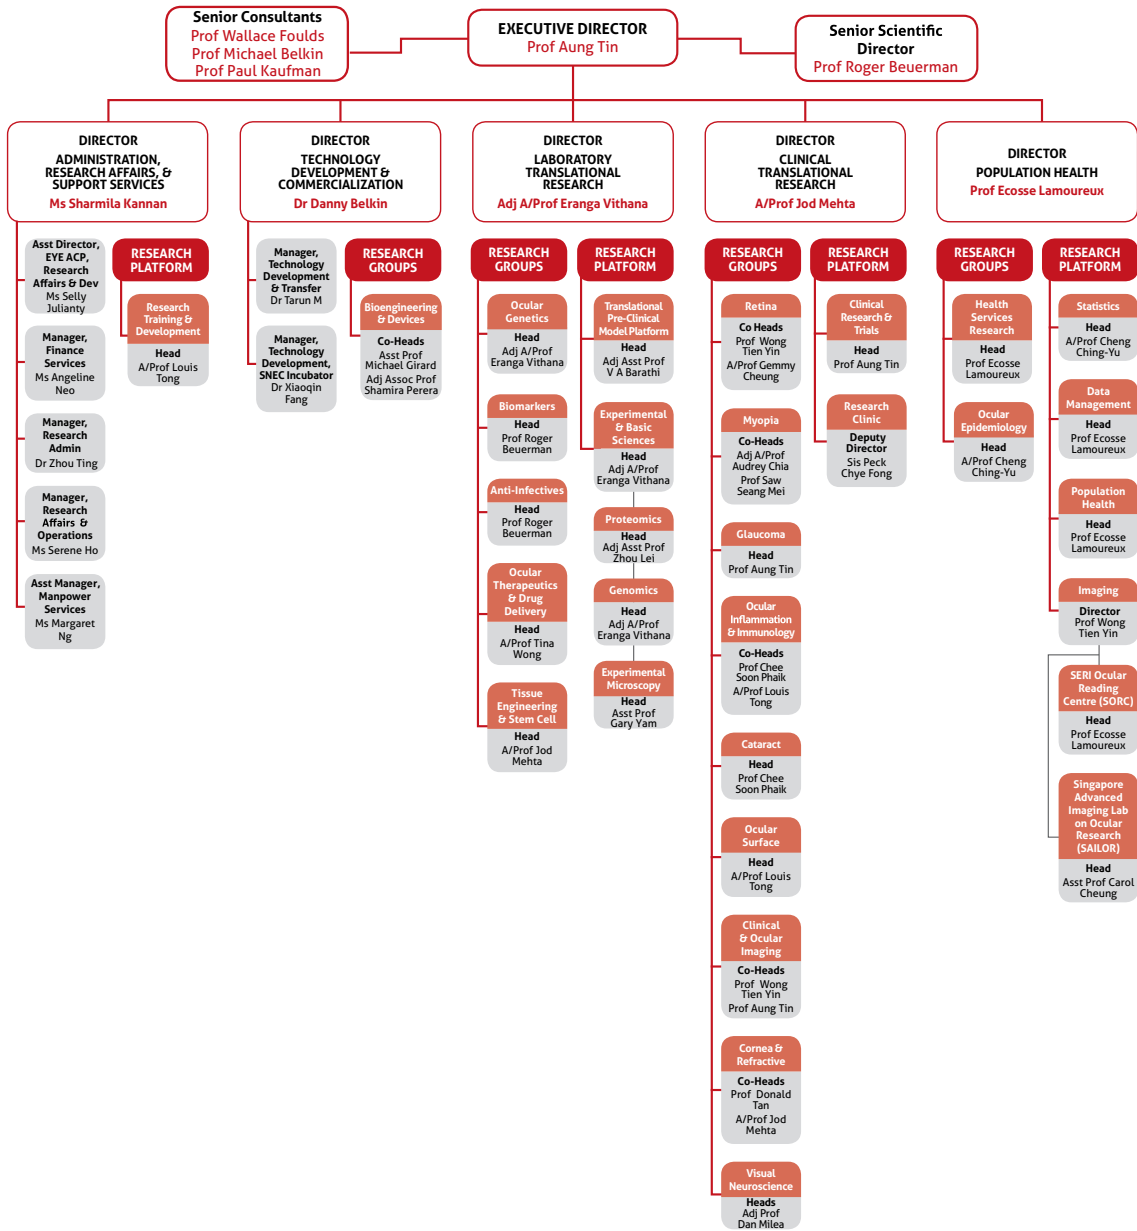 Senior Consultants
Prof Wallace Foulds
Prof Michael Belkin
Prof Paul Kaufman
EXECUTIVE DIRECTOR
Prof Aung Tin
Senior Scientific
Director
Prof Roger Beuerman
DIRECTOR
ADMINISTRATION,
RESEARCH AFFAIRS, &
SUPPORT SERVICES
Ms Sharmila Kannan
DIRECTOR
TECHNOLOGY
DEVELOPMENT &
COMMERCIALIZATION
Dr Danny Belkin
DIRECTOR
LABORATORY
TRANSLATIONAL
RESEARCH
Adj A/Prof Eranga Vithana
DIRECTOR
CLINICAL
TRANSLATIONAL
RESEARCH
A/Prof Jod Mehta
DIRECTOR
POPULATION HEALTH
Prof Ecosse Lamoureux
Asst Director,
EYE ACP,
Research
Affairs & Dev
Ms Selly
Julianty
Manager,
Finance
Services
Ms Angeline
Neo
Manager,
Research
Admin
Dr Zhou Ting
Manager,
Research
Affairs &
Operations
Ms Serene Ho
Asst Manager,
Manpower
Services
Ms Margaret
Ng
RESEARCH
PLATFORM
Research
Training &
Development
Head
A/Prof Louis
Tong
Manager,
Technology
Development
& Transfer
Dr Tarun M
Manager,
Technology
Development,
SNEC Incubator
Dr Xiaoqin
Fang
RESEARCH
GROUPS
Bioengineering
& Devices
Co-Heads
Asst Prof
Michael Girard
Adj Assoc Prof
Shamira Perera
RESEARCH
GROUPS
Ocular
Genetics
Head
Adj A/Prof
Eranga Vithana
Biomarkers
Head
Prof Roger
Beuerman
Anti-Infectives
Head
Prof Roger
Beuerman
Ocular
Therapeutics
& Drug
Delivery
Head
A/Prof Tina
Wong
Tissue
Engineering
& Stem Cell
Head
A/Prof Jod
Mehta
RESEARCH
PLATFORM
Translational
Pre-Clinical
Model Platform
Head
Adj Asst Prof
V A Barathi
Experimental
& Basic
Sciences
Head
Adj A/Prof
Eranga Vithana
Proteomics
Head
Adj Asst Prof
Zhou Lei
Genomics
Head
Adj A/Prof
Eranga Vithana
Experimental
Microscopy
Head
Asst Prof
Gary Yam
RESEARCH
GROUPS
Retina
Co Heads
Prof Wong
Tien Yin
A/Prof Gemmy
Cheung
Myopia
Co-Heads
Adj A/Prof
Audrey Chia
Prof Saw
Seang Mei
Glaucoma
Head
Prof Aung Tin
Ocular
Inflammation
& Immunology
Co-Heads
Prof Chee
Soon Phaik
A/Prof Louis
Tong
Cataract
Head
Prof Chee
Soon Phaik
Ocular
Surface
Head
A/Prof Louis
Tong
Clinical
& Ocular
Imaging
Co-Heads
Prof Wong
Tien Yin
Prof Aung Tin
Cornea &
Refractive
Co-Heads
Prof Donald
Tan
A/Prof Jod
Mehta
Visual
Neuroscience
Heads
Adj Prof
Dan Milea
RESEARCH
PLATFORM
Clinical
Research &
Trials
Head
Prof Aung Tin
Research
Clinic
Deputy
Director
Sis Peck
Chye Fong
RESEARCH
GROUPS
Health
Services
Research
Head
Prof Ecosse
Lamoureux
Ocular
Epidemiology
Head
A/Prof Cheng
Ching-Yu
RESEARCH
PLATFORM
Statistics
Head
A/Prof Cheng
Ching-Yu
Data
Management
Head
Prof Ecosse
Lamoureux
Population
Health
Head
Prof Ecosse
Lamoureux
Imaging
Director
Prof Wong
Tien Yin
SERI Ocular
Reading
Centre (SORC)
Head
Prof Ecosse
Lamoureux
Singapore
Advanced
Imaging Lab
on Ocular
Research
(SAILOR)
Head
Asst Prof Carol
Cheung